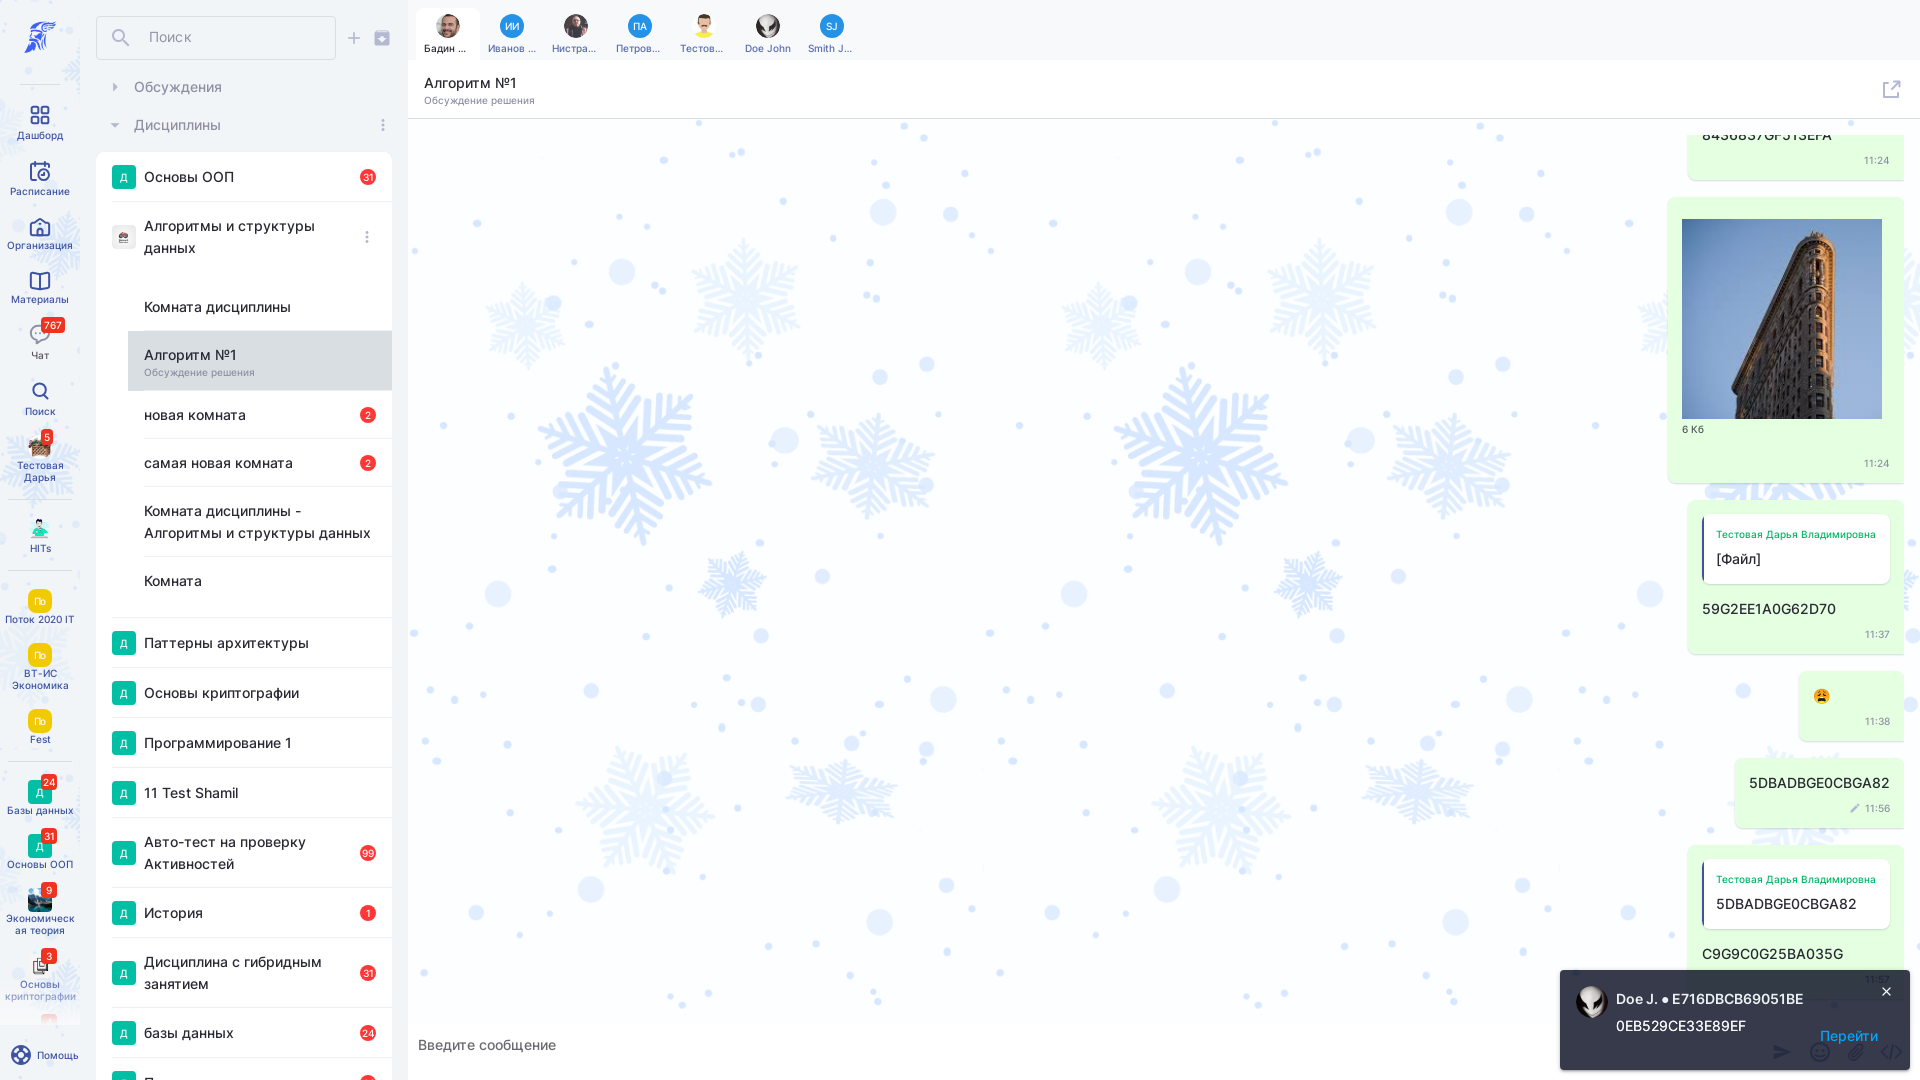 Поиск
Обсуждения
Дисциплины
Дашборд
Расписание
Организация
Материалы
767
Чат
Поиск
5
Тестовая
Дарья
HITs
По
Поток 2020 IT
По
ВТ-ИС
Экономика
По
Fest
24
Д
Базы данных
31
Д
Основы ООП
9
Экономическ
ая теория
3
Основы
криптографии
Помощь
Д
Основы ООП
31
Алгоритмы и структуры
данных
Комната дисциплины
Алгоритм №1
Обсуждение решения
новая комната
2
самая новая комната
2
Комната дисциплины -
Алгоритмы и структуры данных
Комната
Д
Паттерны архитектуры
Д
Основы криптографии
Д
Программирование 1
Д
11 Test Shamil
Д
Авто-тест на проверку
Активностей
99
Д
История
1
Д
Дисциплина с гибридным
занятием
31
Д
базы данных
24
Бадин ...
ИИ
Иванов ...
Нистра...
ПА
Петров...
Тестов...
Doe John
SJ
Smith J...
Алгоритм №1
Обсуждение решения
8436837GF513EFA
11:24
6 Кб
11:24
Тестовая Дарья Владимировна
[Файл]
59G2EE1A0G62D70
11:37
11:38
5DBADBGE0CBGA82
11:56
Тестовая Дарья Владимировна
5DBADBGE0CBGA82
C9G9C0G25BA035G
11:57
Doe J. ● E716DBCB69051BE
0EB529CE33E89EF
Перейти
Введите сообщение